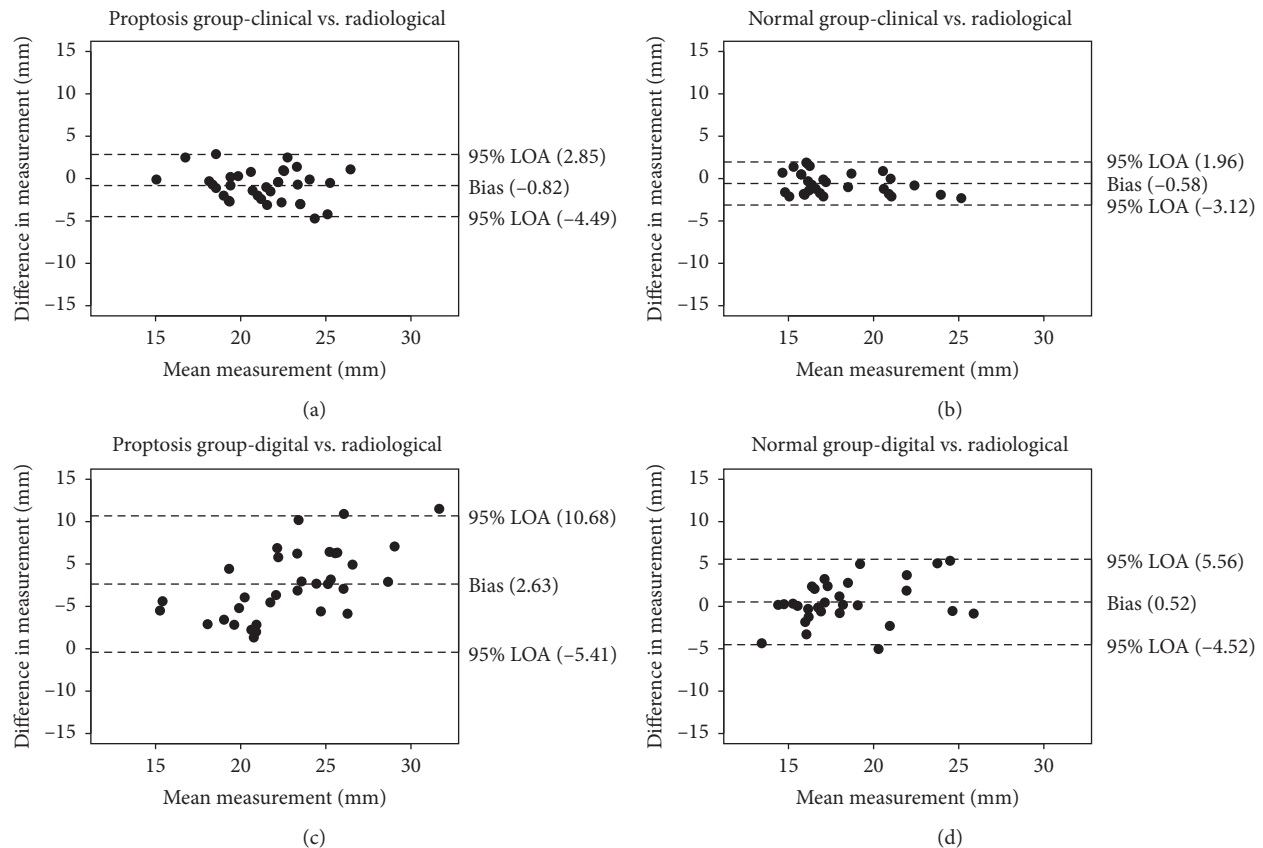 Proptosis group-clinical vs. radiological
Difference in measurement (mm)
15
10
5
0
–5
–10
–15
95% LOA (2.85)
Bias (–0.82)
95% LOA (–4.49)
15 20 25 30
Mean measurement (mm)
(a)
Normal group-clinical vs. radiological
Difference in measurement (mm)
15
10
5
0
–5
–10
–15
95% LOA (1.96)
Bias (–0.58)
95% LOA (–3.12)
15 20 25 30
Mean measurement (mm)
(b)
Proptosis group-digital vs. radiological
Difference in measurement (mm)
15
10
5
–5
0
–10
–15
95% LOA (10.68)
Bias (2.63)
95% LOA (–5.41)
15 20 25 30
Mean measurement (mm)
(c)
Normal group-digital vs. radiological
Difference in measurement (mm)
15
10
5
0
–5
–10
–15
95% LOA (5.56)
Bias (0.52)
95% LOA (–4.52)
15 20 25 30
Mean measurement (mm)
(d)